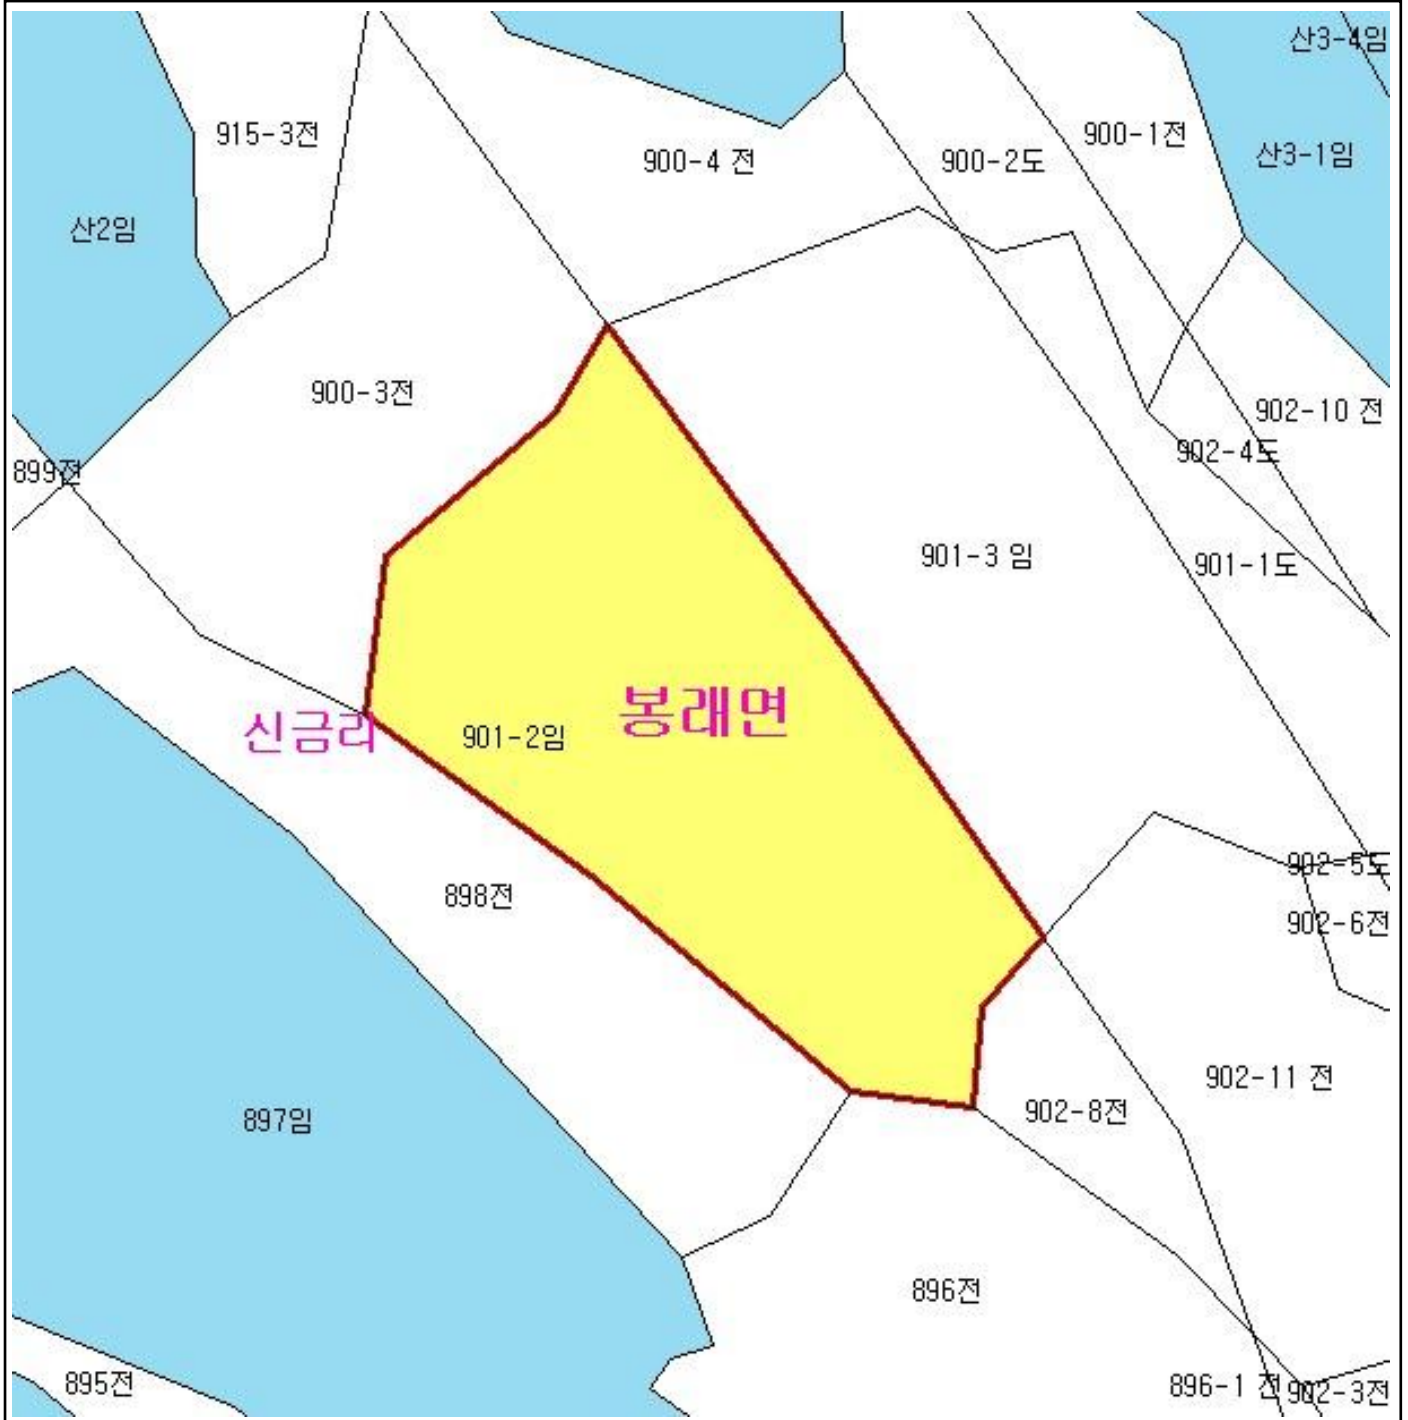 산3-4임
915-3전
900-4 전
900-2도
900-1전
산3-1임
산2임
900-3전
902-10 전
902-4도
899전
901-3 임
901-1도
봉래면
신금리
901-2임
902-5도
898전
902-6전
902-11 전
902-8전
897임
896전
895전
896-1 전
902-3전